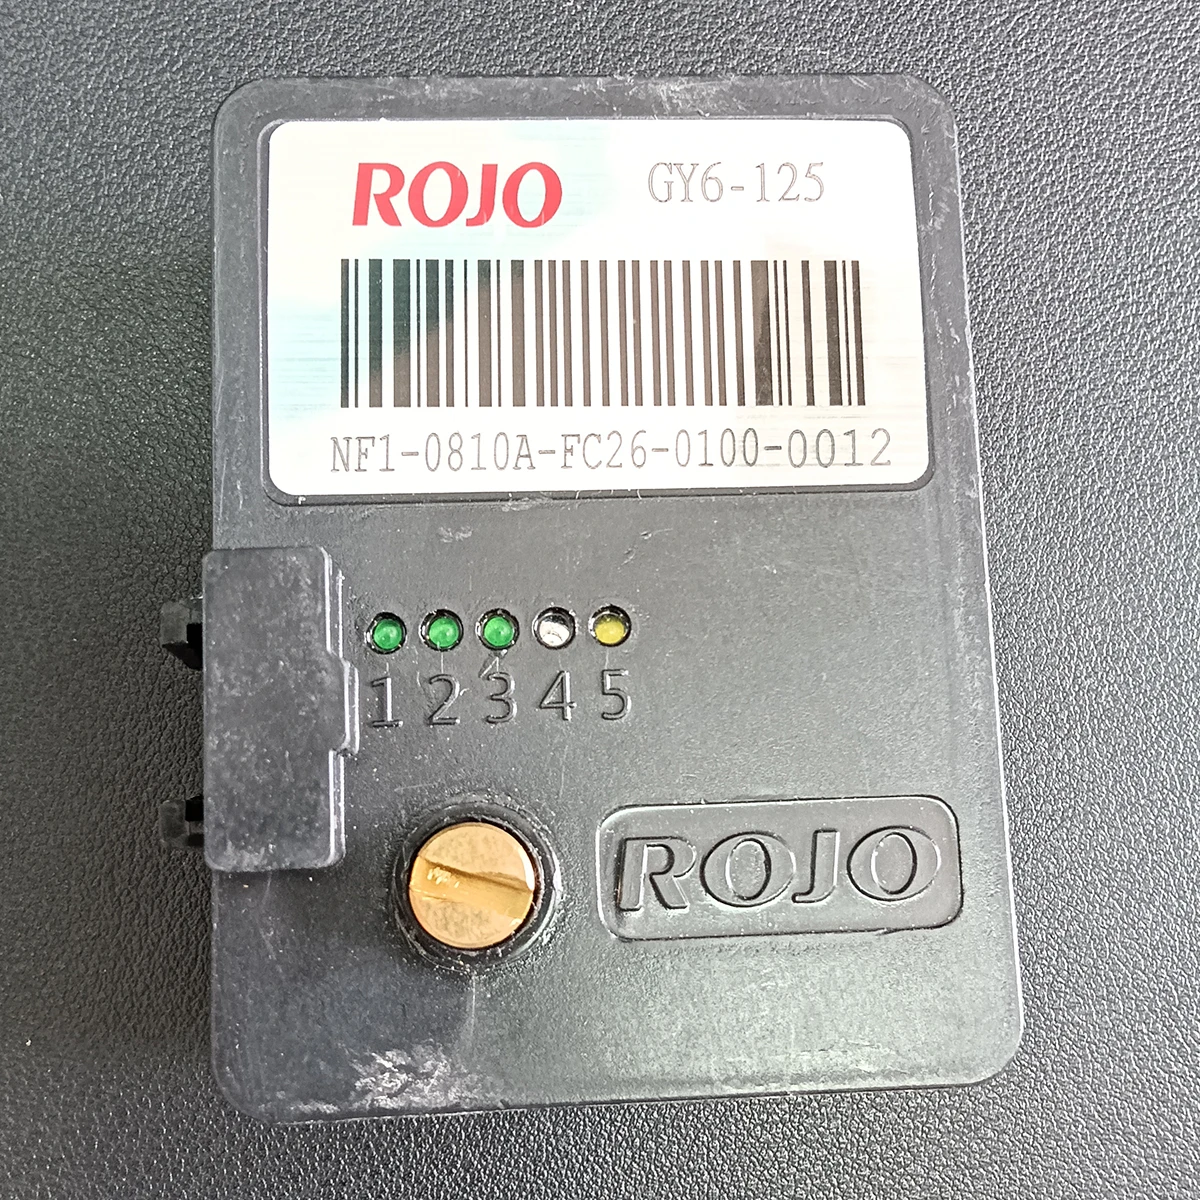 ROJO GY6-125
NF1-0810A-FC26-0100-0012
1 2 3 4 5
ROJO